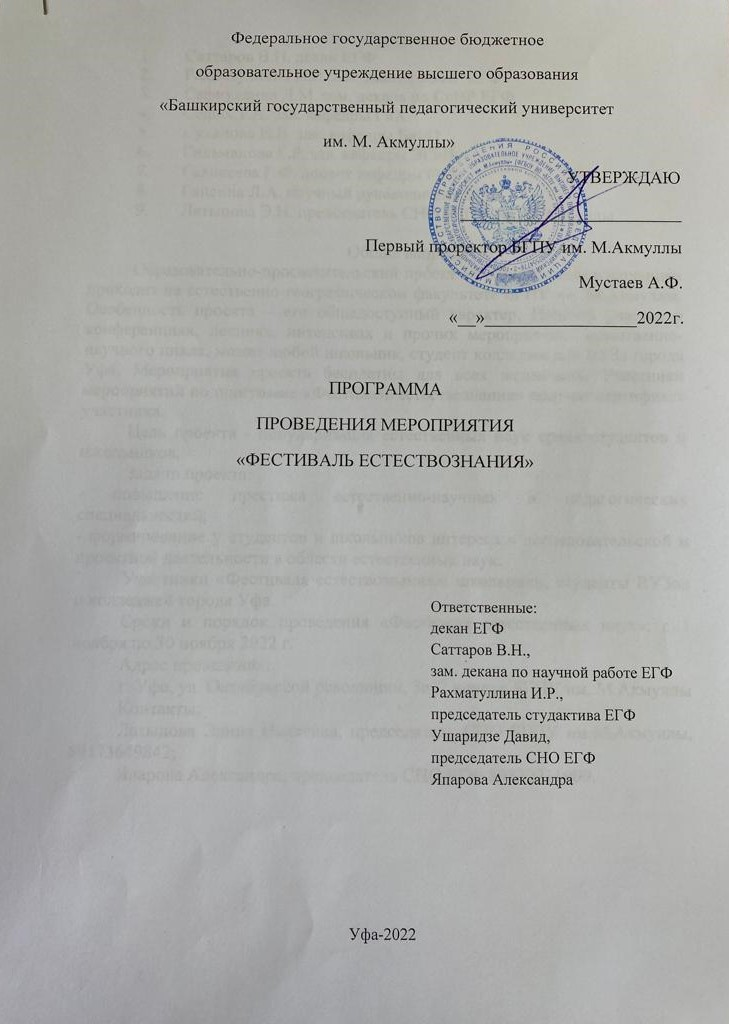 Федеральное государственное бюджетное
образовательное учреждение высшего образования
«Башкирский государственный педагогический университет
им. М. Акмуллы»
УТВЕРЖДАЮ
Первый проректор БГПУ им. М.Акмуллы
Мустаев А.Ф.
«__»_________________2022г.
ПРОГРАММА
ПРОВЕДЕНИЯ МЕРОПРИЯТИЯ
«ФЕСТИВАЛЬ ЕСТЕСТВОЗНАНИЯ»
Ответственные:
декан ЕГФ
Саттаров В.Н.,
зам. декана по научной работе ЕГФ
Рахматуллина И.Р.,
председатель студактива ЕГФ
Ушаридзе Давид,
председатель СНО ЕГФ
Япарова Александра
Уфа-2022